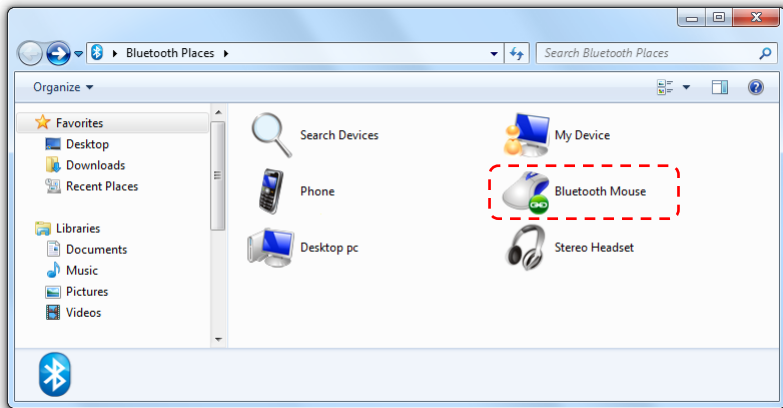 Bluetooth Places
Search Bluetooth Places
Organize
Favorites
Desktop
Downloads
Recent Places
Libraries
Documents
Music
Pictures
Videos
Search Devices
My Device
Phone
Bluetooth Mouse
Desktop pc
Stereo Headset